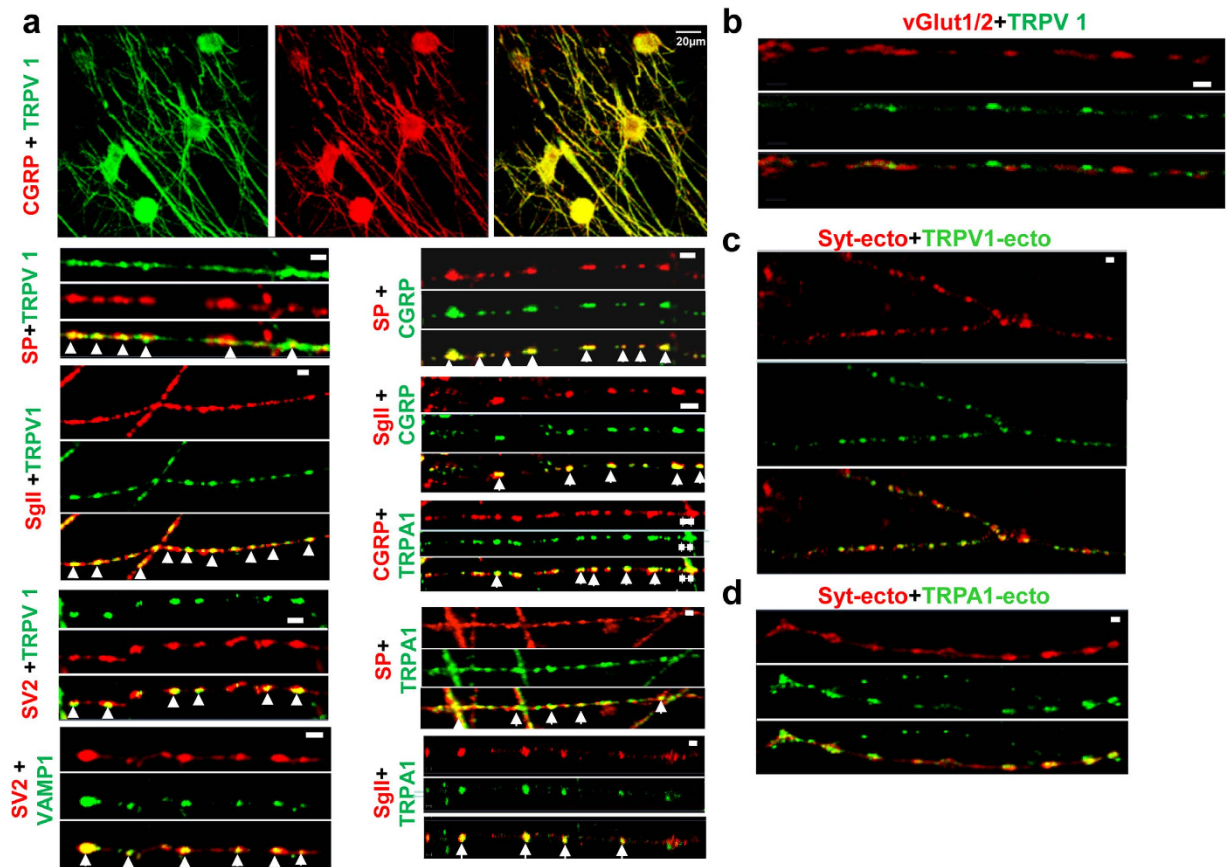 a
CGRP + TRPV 1
20μm
SP+TRPV 1
SgII +TRPV1
SV2 +TRPV 1
SV2 +
VAMP1
SP +
CGRP
SgII +
CGRP
CGRP+
TRPA1
SP+
TRPA1
SgII+
TRPA1
b
vGlut1/2+TRPV 1
c
Syt-ecto+TRPV1-ecto
d
Syt-ecto+TRPA1-ecto